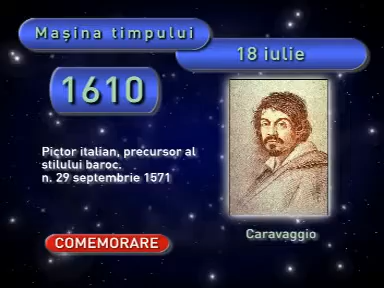 Mașina timpului
18 iulie
1610
Pictor italian, precursor al
stilului baroc.
n. 29 septembrie 1571
COMEMORARE
Caravaggio